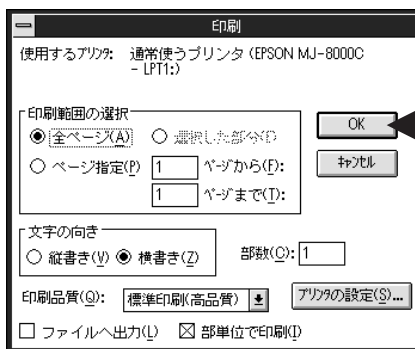 印刷
使用するプリンタ: 通常使うプリンタ (EPSON MJ-8000C
- LPT1:)
印刷範囲の選択
全ページ(A) 選択した部分(
ページ指定(P) 1 ページから(F):
1 ページまで(T):
OK
キャンセル
文字の向き
縦書き(V) 横書き(Z)
部数(C): 1
印刷品質(Q): 標準印刷(高品質)
プリンタの設定(S)...
ファイルへ出力(L) 部単位で印刷(I)